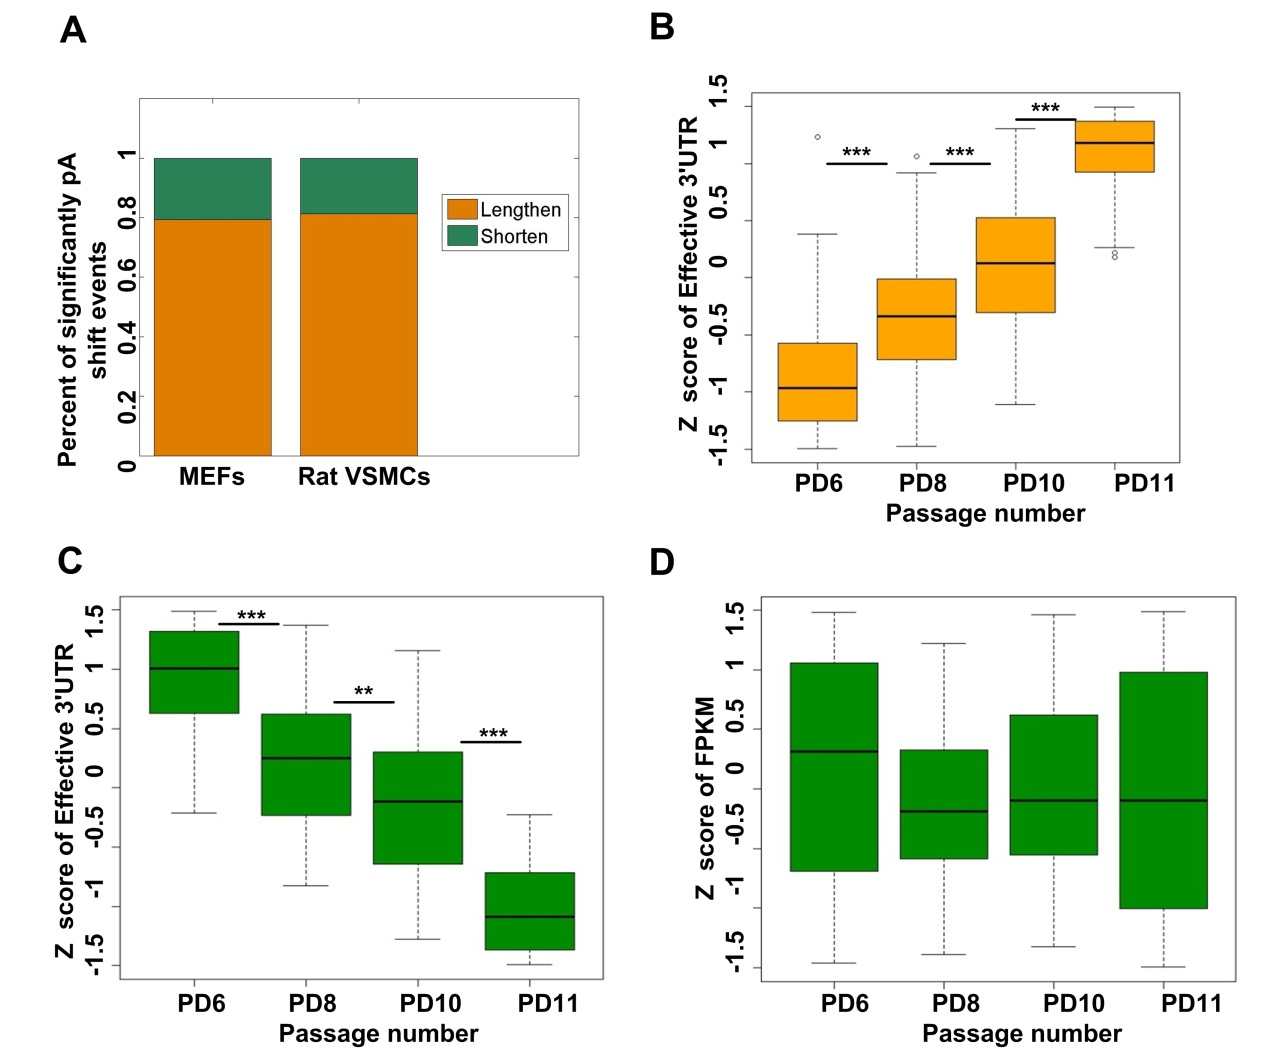 A
Percent of significantly pA
shift events
1
0.8
0.6
0.4
0.2
0
Lengthen
Shorten
MEFs
Rat VSMCs
B
Z score of Effective 3'UTR
1.5
1
0.5
0
-0.5
-1
-1.5
***
***
***
PD6
PD8
PD10
PD11
Passage number
C
Z score of Effective 3'UTR
1.5
1
0.5
0
-0.5
-1
-1.5
***
**
***
PD6
PD8
PD10
PD11
Passage number
D
Z score of FPKM
1.5
1
0.5
0
-0.5
-1
-1.5
PD6
PD8
PD10
PD11
Passage number